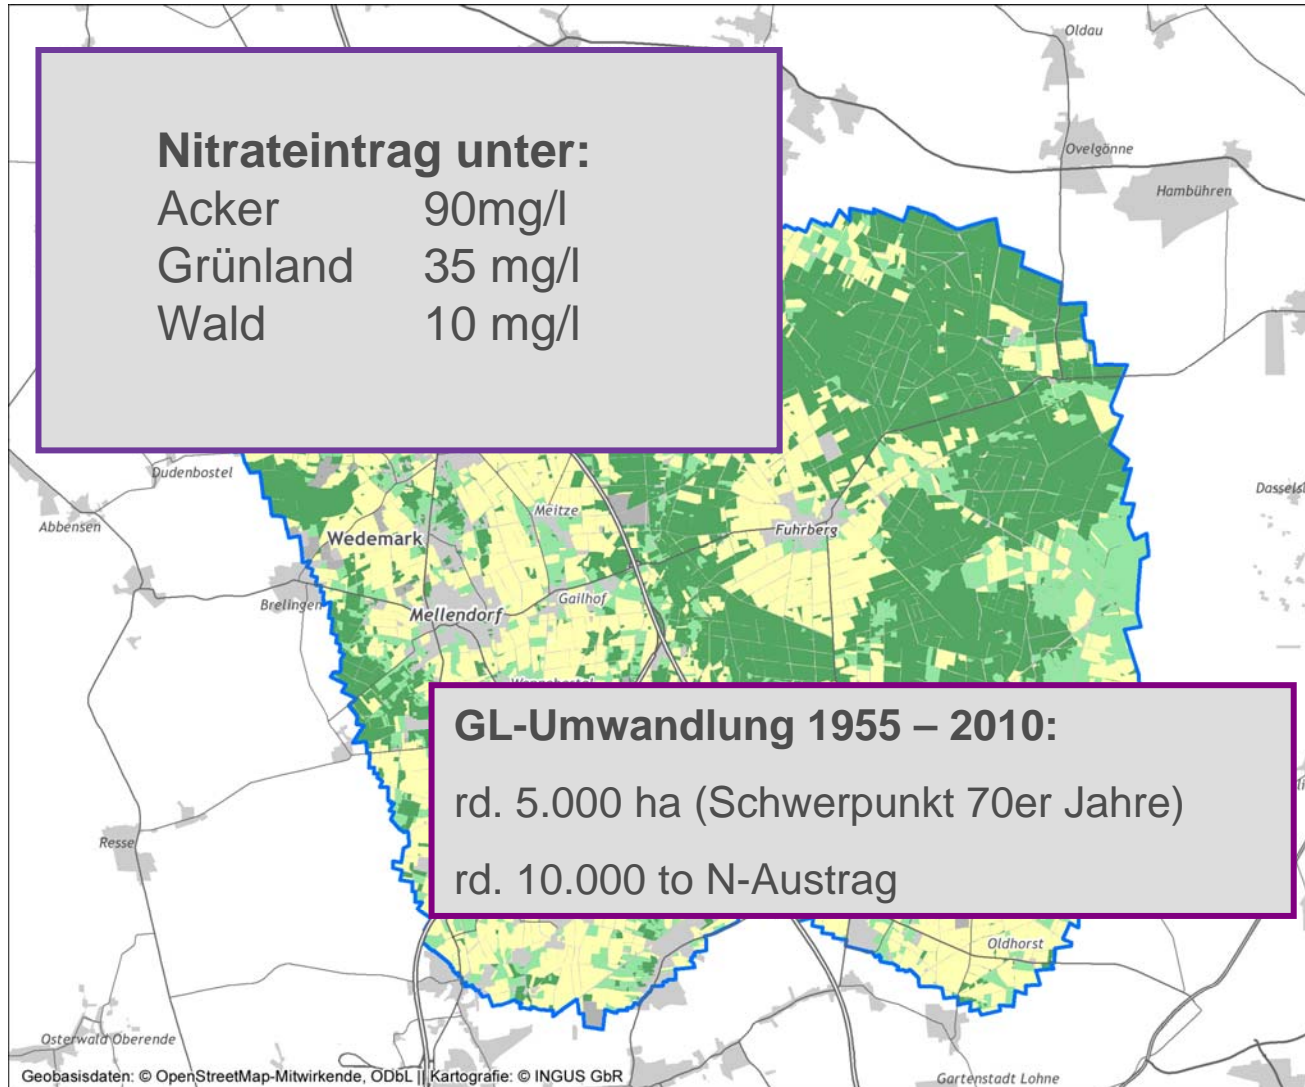 Oldau
Nitrateintrag unter:
Acker 90mg/l
Grünland 35 mg/l
Wald 10 mg/l
Ovelgönne
Hambühren
Dudenbostel
Abbensen
Meitze
Wedemark
Fuhrberg
Brelingen
Gailhof
Mellendorf
GL-Umwandlung 1955 – 2010:
rd. 5.000 ha (Schwerpunkt 70er Jahre)
rd. 10.000 to N-Austrag
Resse
Oldhorst
Osterwald Oberende
Geobasisdaten: © OpenStreetMap-Mitwirkende, ODbL || Kartografie: © INGUS GbR
Gartenstadt Lohne